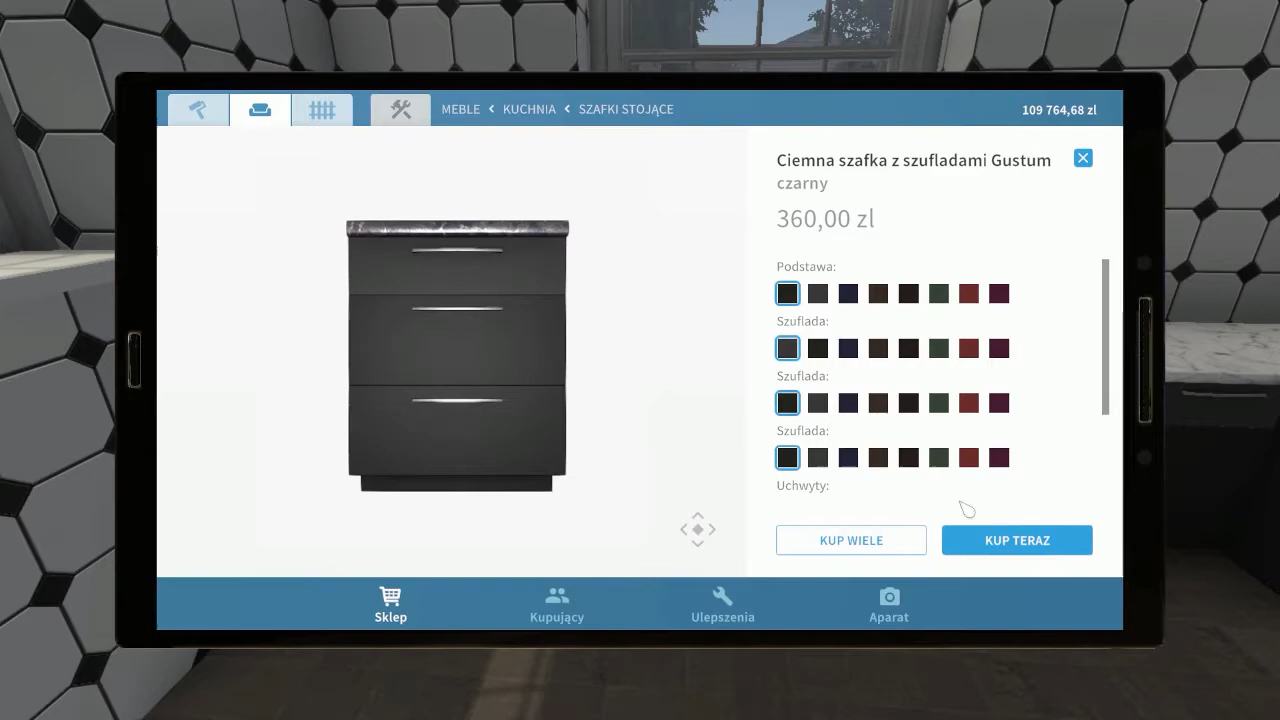 MEBLE < KUCHNIA < SZAFKI STOJĄCE
109 764,68 zl
Ciemna szafka z szufladami Gustum
czarny
360,00 zl
Podstawa:
Szuflada:
Szuflada:
Szuflada:
Uchwyty:
KUP WIELE
KUP TERAZ
Sklep
Kupujący
Ulepszenia
Aparat